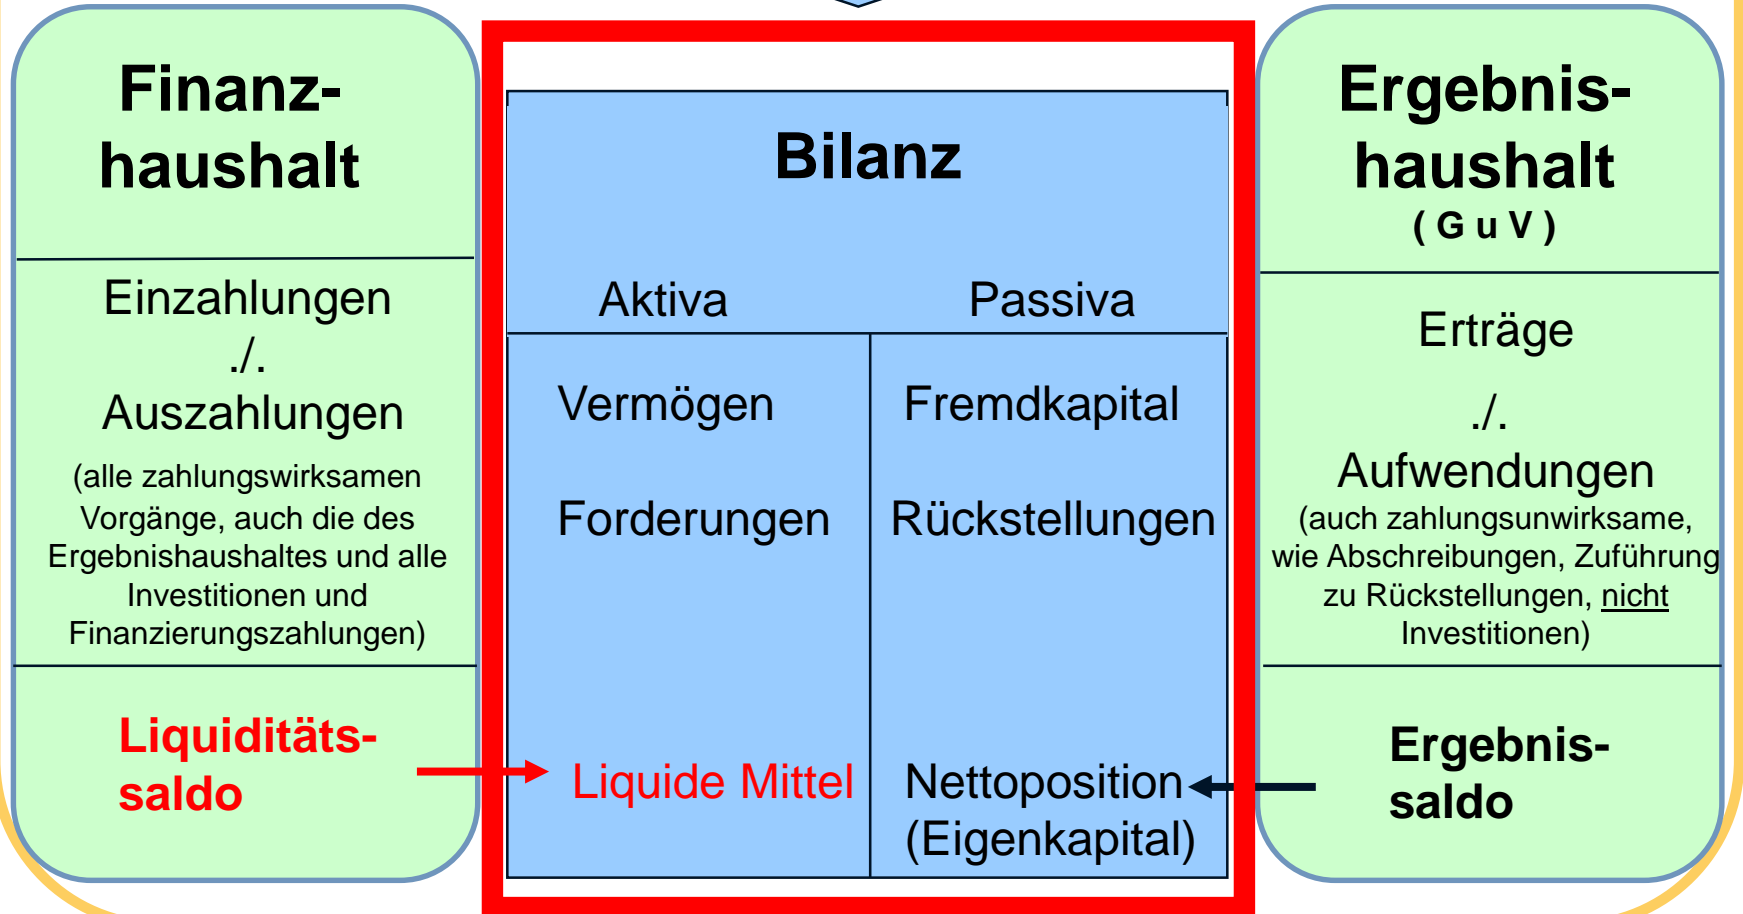 Finanz-
haushalt
Einzahlungen
./.
Auszahlungen
(alle zahlungswirksamen
Vorgänge, auch die des
Ergebnishaushaltes und alle
Investitionen und
Finanzierungszahlungen)
Liquiditäts-
saldo
Bilanz
Aktiva Passiva
Vermögen Fremdkapital
Forderungen Rückstellungen
Liquide Mittel Nettoposition
(Eigenkapital)
Ergebnis-
haushalt
( G u V )
Erträge
./.
Aufwendungen
(auch zahlungsunwirksame,
wie Abschreibungen, Zuführung
zu Rückstellungen, nicht
Investitionen)
Ergebnis-
saldo